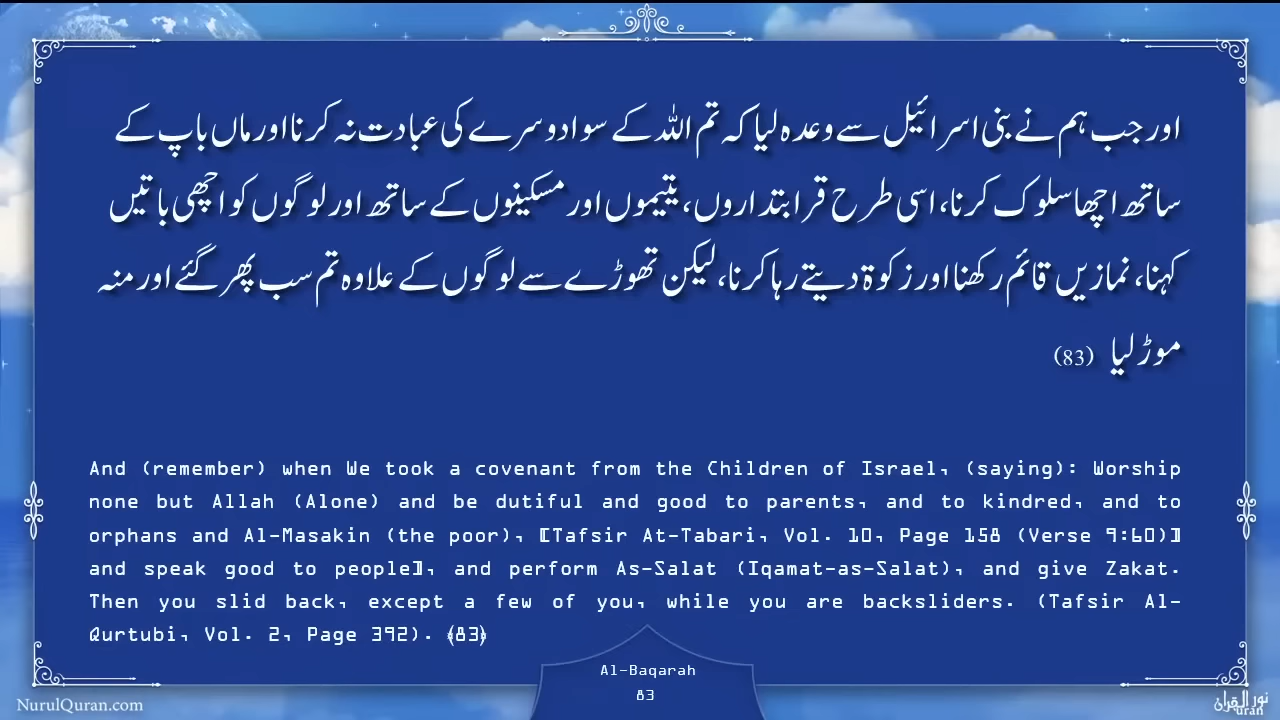 اور جب ہم نے بنی اسرائیل سے وعدہ لیا کہ تم اللہ کے سوا دوسرے کی عبادت نہ کرنا اور ماں باپ کے
ساتھ اچھا سلوک کرنا، اسی طرح قرابتداروں، یتیموں اور مسکینوں کے ساتھ اور لوگوں کو اچھی باتیں
کہنا، نمازیں قائم رکھنا اور زکوة دیتے رہا کرنا، لیکن تھوڑے سے لوگوں کے علاوہ تم سب پھر گئے اور منہ
موڑ لیا (83)
And (remember) when We took a covenant from the Children of Israel, (saying): Worship
none but Allah (Alone) and be dutiful and good to parents, and to kindred, and to
orphans and Al-Masakin (the poor), [Tafsir At-Tabari, Vol. 10, Page 158 (Verse 9:60)]
and speak good to people], and perform As-Salat (Iqamat-as-Salat), and give Zakat.
Then you slid back, except a few of you, while you are backsliders. (Tafsir Al-
Qurtubi, Vol. 2, Page 392). ﴾83﴿
Al-Baqarah
83
NurulQuran.com
نور القرآن
uran